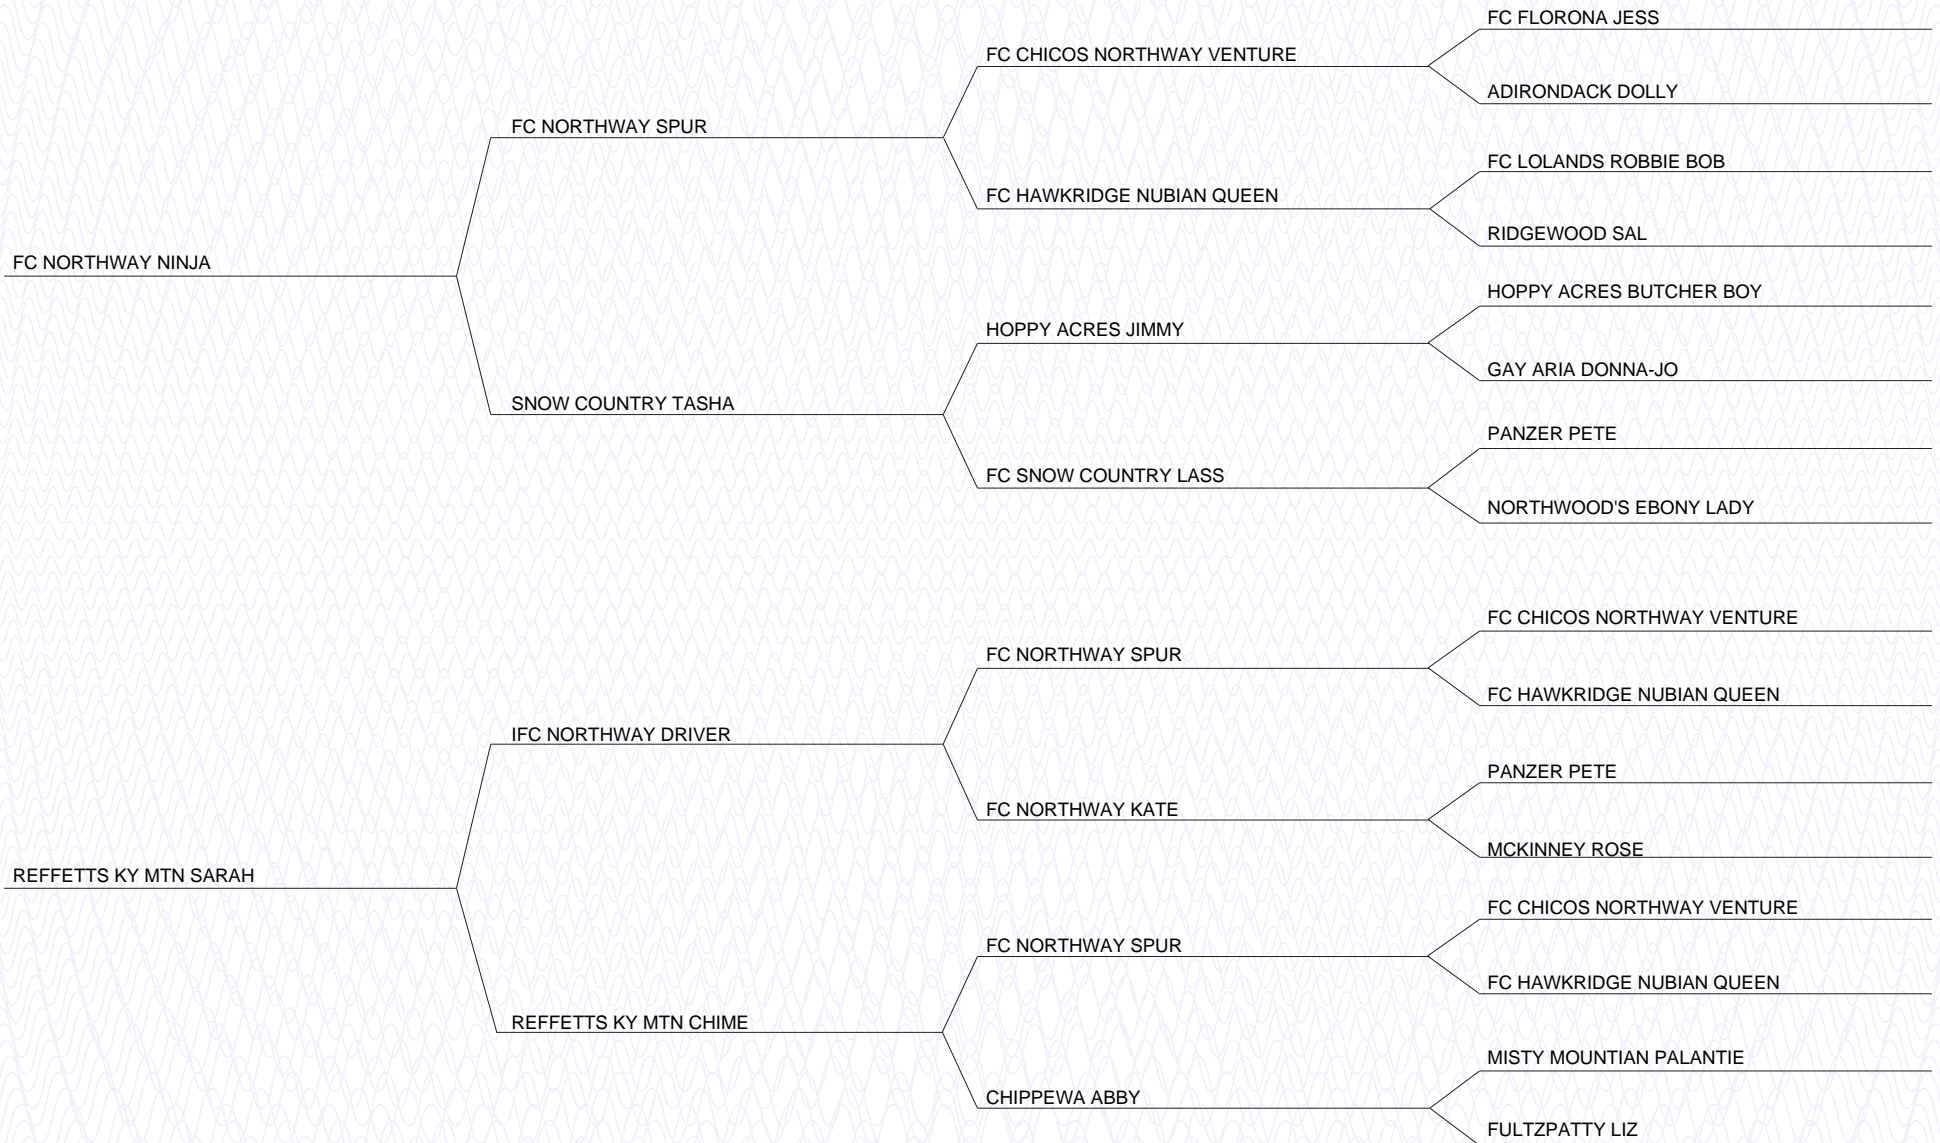 FC FLORONA JESS
FC CHICOS NORTHWAY VENTURE
ADIRONDACK DOLLY
FC NORTHWAY SPUR
FC LOLANDS ROBBIE BOB
FC HAWKRIDGE NUBIAN QUEEN
RIDGEWOOD SAL
FC NORTHWAY NINJA
HOPPY ACRES BUTCHER BOY
HOPPY ACRES JIMMY
GAY ARIA DONNA-JO
SNOW COUNTRY TASHA
PANZER PETE
FC SNOW COUNTRY LASS
NORTHWOOD'S EBONY LADY
FC CHICOS NORTHWAY VENTURE
FC NORTHWAY SPUR
FC HAWKRIDGE NUBIAN QUEEN
IFC NORTHWAY DRIVER
PANZER PETE
FC NORTHWAY KATE
MCKINNEY ROSE
REFFETTS KY MTN SARAH
FC CHICOS NORTHWAY VENTURE
FC NORTHWAY SPUR
FC HAWKRIDGE NUBIAN QUEEN
REFFETTS KY MTN CHIME
MISTY MOUNTIAN PALANTIE
CHIPPEWA ABBY
FULTZPATTY LIZ